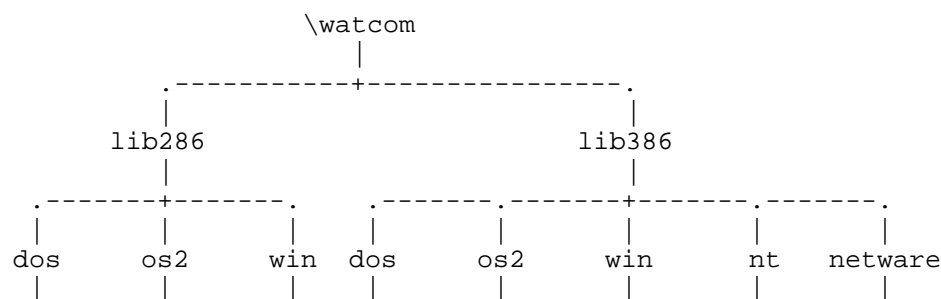 \watcom
|
.-----------+----------------.
| |
lib286 lib386
| |
.-------+-------. .-------.-------+-------.-------.
| | | | | | | |
dos os2 win dos os2 win nt netware
| | | | | | | |